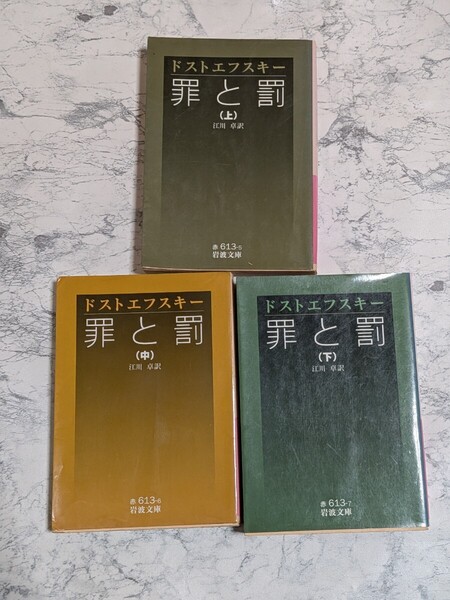 ドストエフスキー
罪と罰
(上)
江川 卓訳
赤 613-5
岩波文庫
ドストエフスキー
罪と罰
(中)
江川 卓訳
赤 613-6
岩波文庫
ドストエフスキー
罪と罰
(下)
江川 卓訳
赤 613-7
岩波文庫